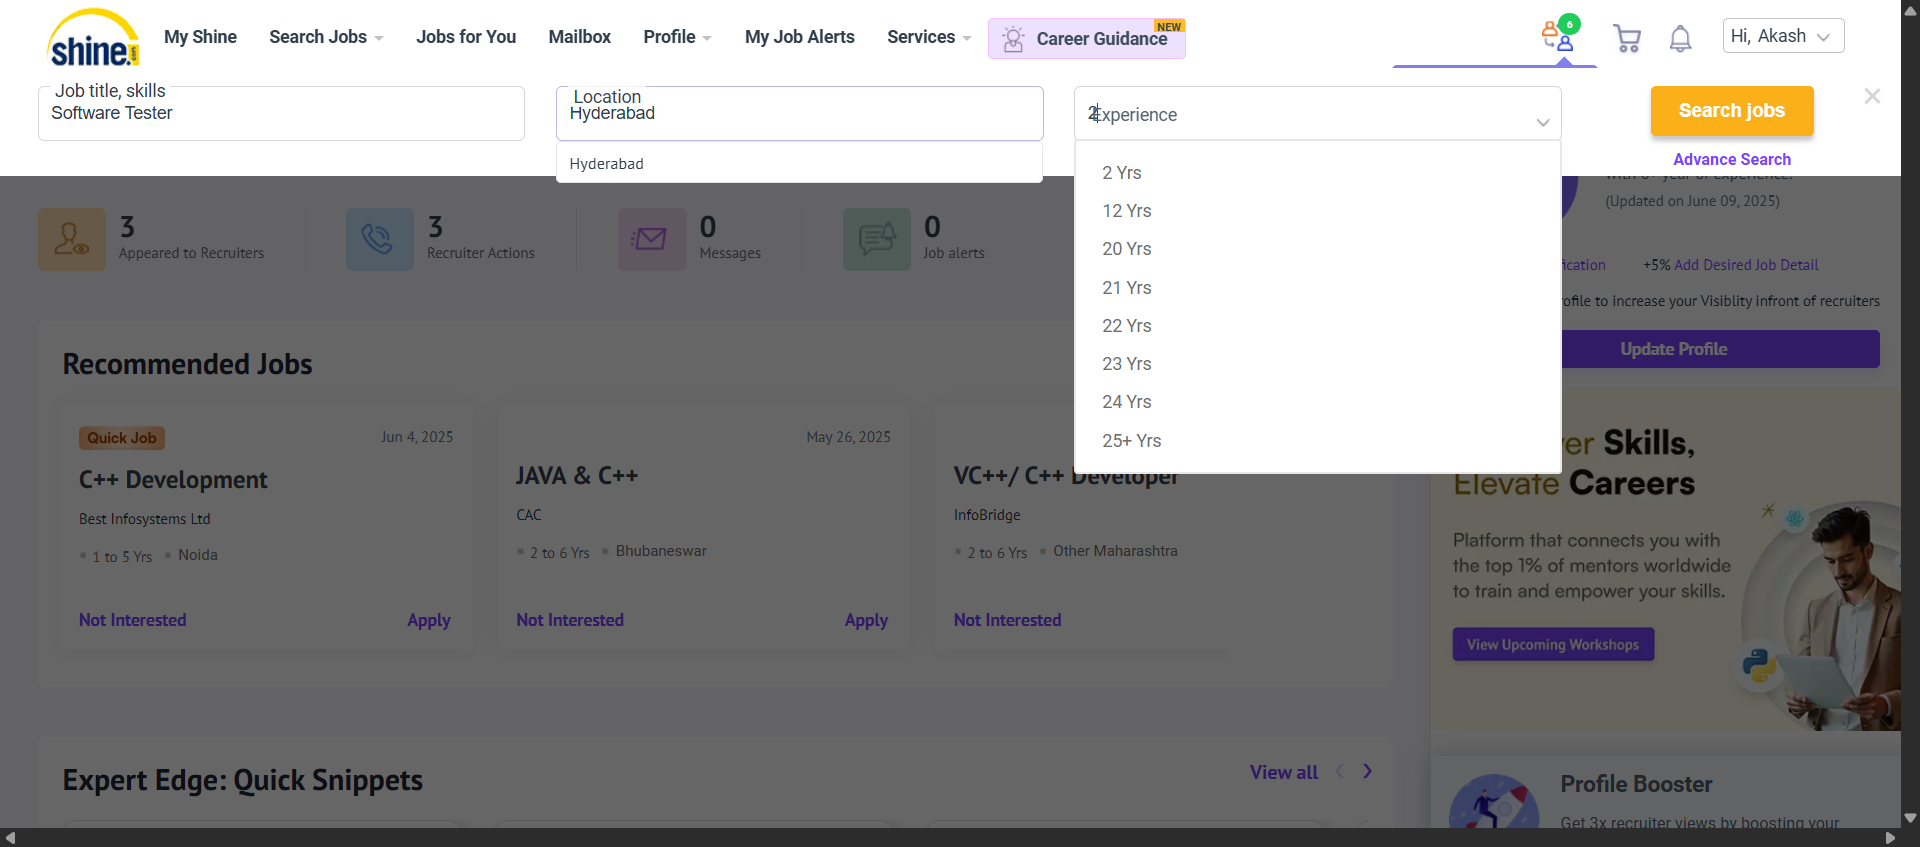 shine.com
My Shine
Search Jobs
Jobs for You
Mailbox
Profile
My Job Alerts
Services
Career Guidance
NEW
6
Hi, Akash
Job title, skills
Software Tester
Location
Hyderabad
2
Experience
Search jobs
Advance Search
Hyderabad
2 Yrs
12 Yrs
20 Yrs
21 Yrs
22 Yrs
23 Yrs
24 Yrs
25+ Yrs
(Updated on June 09, 2025)
3
Appeared to Recruiters
3
Recruiter Actions
0
Messages
0
Job alerts
+5% Add Desired Job Detail
to increase your Visiblity infront of recruiters
Update Profile
Recommended Jobs
Quick Job
Jun 4, 2025
C++ Development
Best Infosystems Ltd
1 to 5 Yrs
Noida
Not Interested
Apply
May 26, 2025
JAVA & C++
CAC
2 to 6 Yrs
Bhubaneswar
Not Interested
Apply
VC++/ C++ Developer
InfoBridge
2 to 6 Yrs
Other Maharashtra
Not Interested
Skills,
Elevate Careers
Platform that connects you with
the top 1% of mentors worldwide
to train and empower your skills.
View Upcoming Workshops
Expert Edge: Quick Snippets
View all
Profile Booster
Get 3x recruiter views by boosting your